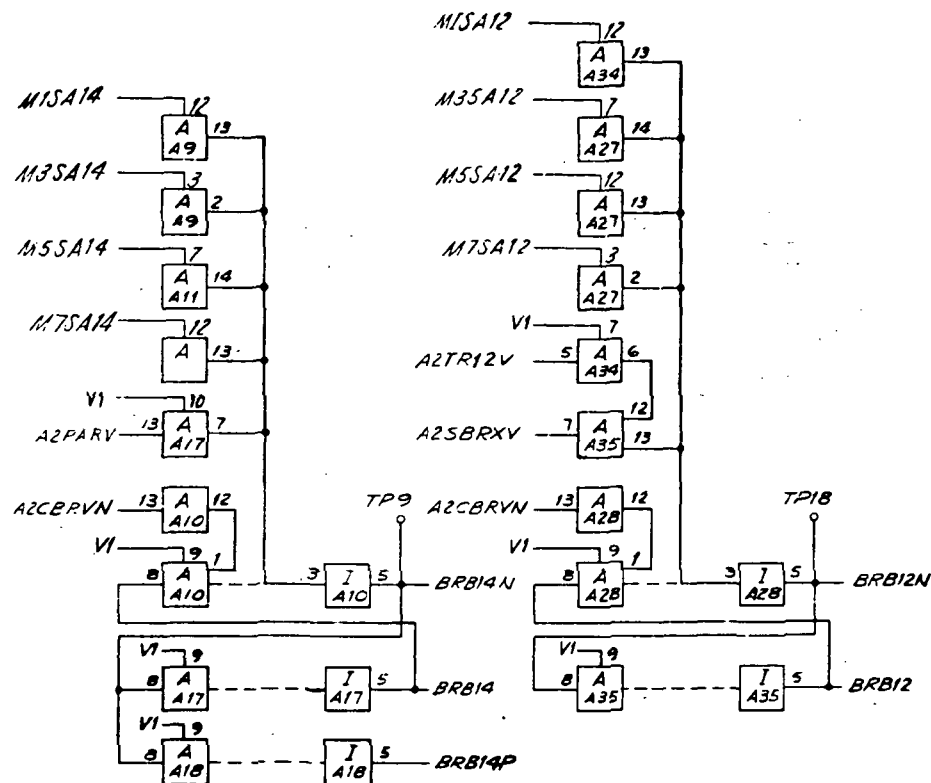 M1SA14 12
A 13
A9
M3SA14 3
A 2
A9
M5SA14 7
A 14
A11
M7SA14 12
A 13
V1 10
A2PARV 13 A 7
A17
A2CBRVN 13 A 12
A10
V1 9 1
8 A
A10
3 I 5 BRB14N
A10
TP9
V1 9
8 A
A17
I 5 BRB14
A17
V1 9
8 A
A18
I 5 BRB14P
A18
M1SA12 12
A 13
A34
M3SA12 7
A 14
A27
M5SA12 12
A 13
A27
M7SA12 3
A 2
A27
V1 7
A2TR12V 5 A 6
A34
12
A2SBRXV 7 A
A35 13
A2CBRVN 13 A 12
A28
V1 9 1
8 A
A28
3 I 5 BRB12N
A28
TP18
V1 9
8 A
A35
I 5 BRB12
A35